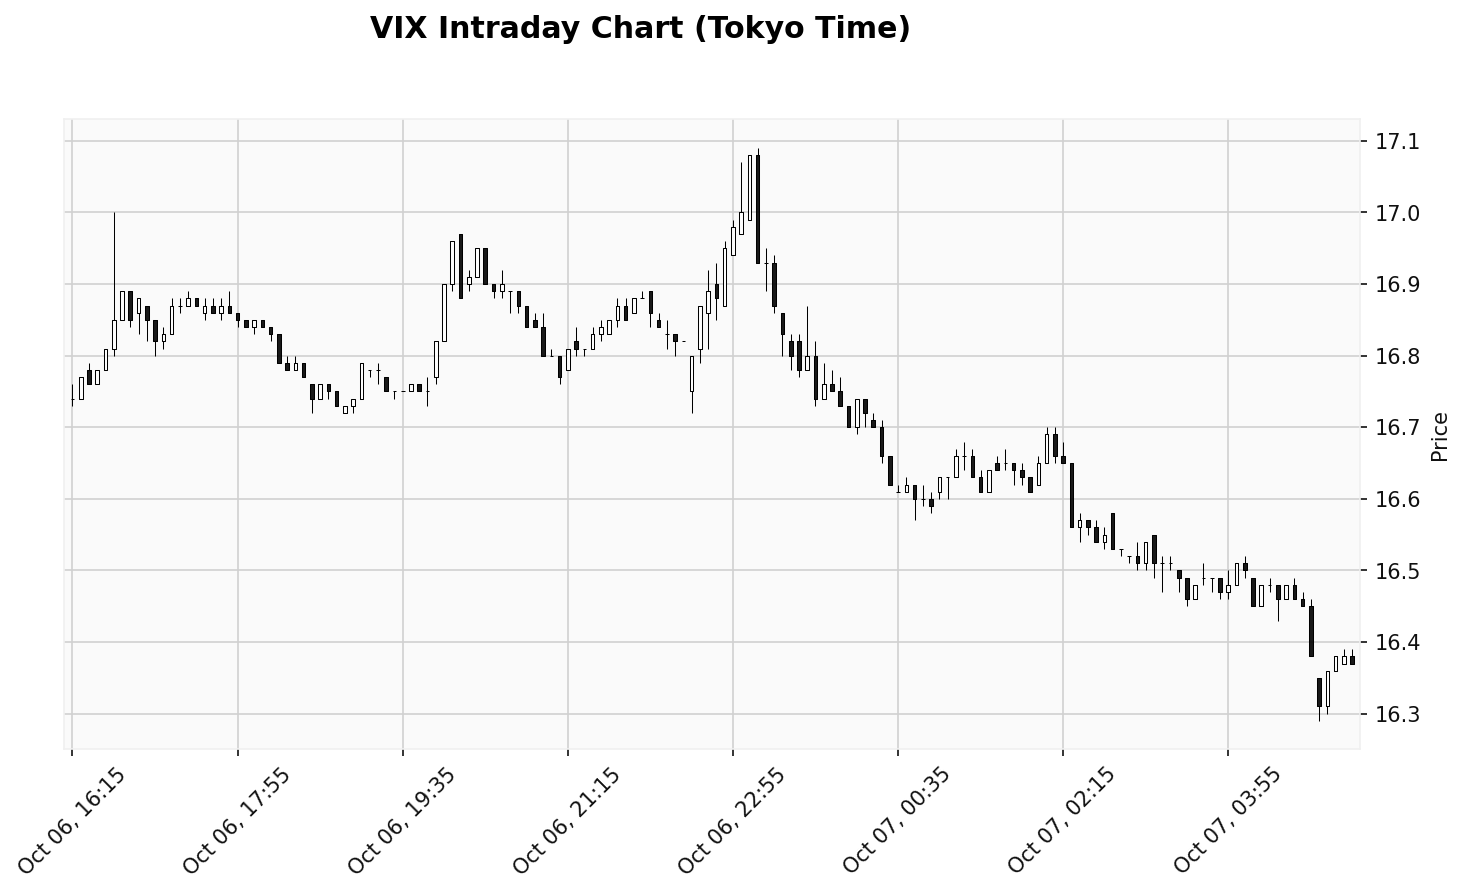 VIX Intraday Chart (Tokyo Time)
17.1
17.0
16.9
16.8
16.7
16.6
16.5
16.4
16.3
Price
Oct 06, 16:15
Oct 06, 17:55
Oct 06, 19:35
Oct 06, 21:15
Oct 06, 22:55
Oct 07, 00:35
Oct 07, 02:15
Oct 07, 03:55